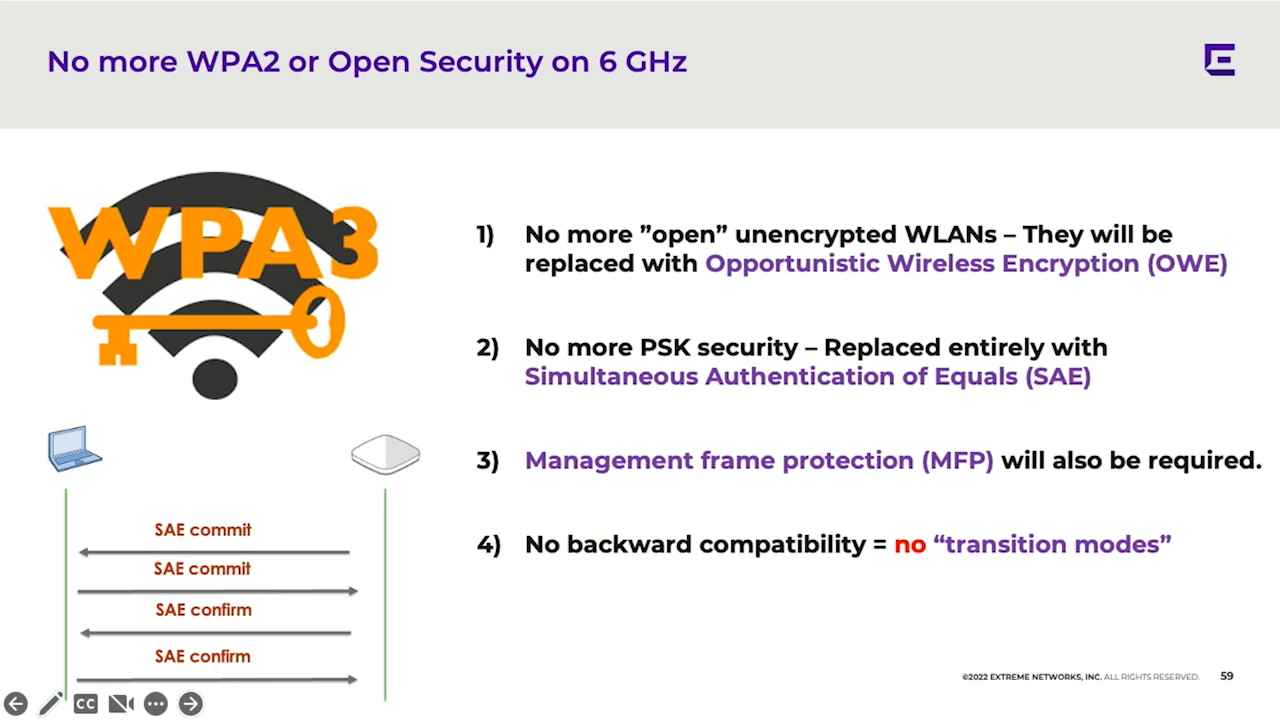 No more WPA2 or Open Security on 6 GHz
WPA3
1) No more ”open” unencrypted WLANs – They will be
replaced with Opportunistic Wireless Encryption (OWE)
2) No more PSK security – Replaced entirely with
Simultaneous Authentication of Equals (SAE)
3) Management frame protection (MFP) will also be required.
4) No backward compatibility = no “transition modes”
SAE commit
SAE commit
SAE confirm
SAE confirm
©2022 EXTREME NETWORKS, INC. ALL RIGHTS RESERVED. 59
CC